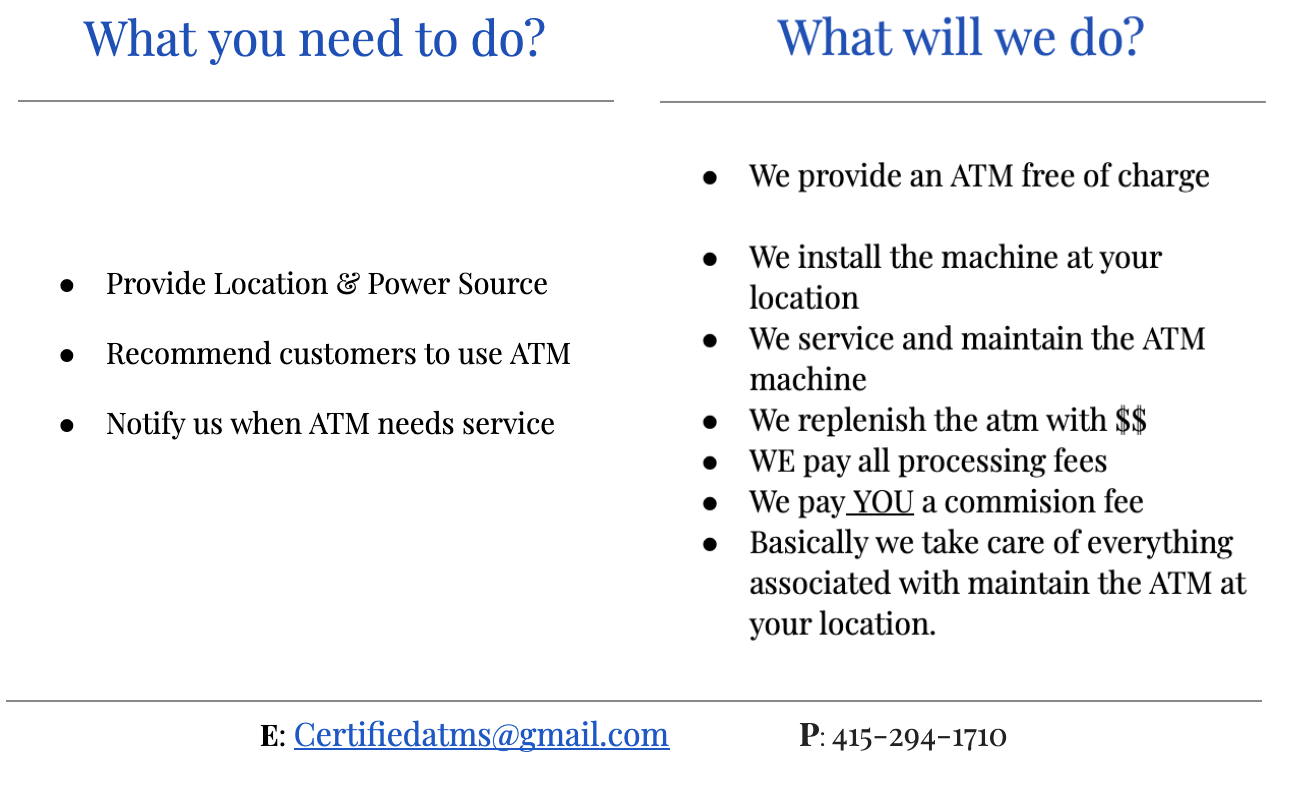 What you need to do?
● Provide Location & Power Source
● Recommend customers to use ATM
● Notify us when ATM needs service
What will we do?
● We provide an ATM free of charge
● We install the machine at your
location
● We service and maintain the ATM
machine
● We replenish the atm with $$
● WE pay all processing fees
● We pay YOU a commision fee
● Basically we take care of everything
associated with maintain the ATM at
your location.
E: Certifiedatms@gmail.com
P: 415-294-1710